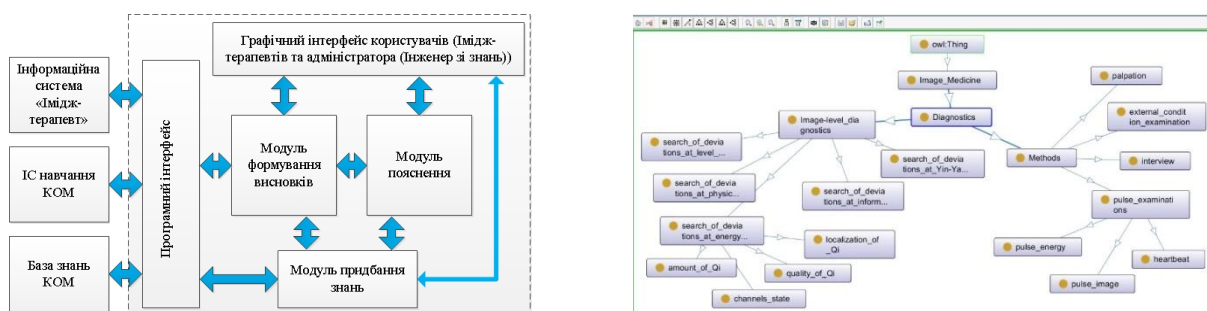 Графічний інтерфейс користувачів (Імідж-
терапевтів та адміністратора (Інженер зі знань))
Інформаційна
система
«Імідж-
терапевт»
ІС навчання
КОМ
База знань
КОМ
Програмний інтерфейс
Модуль
формування
висновків
Модуль
пояснення
Модуль придбання
знань
owl:Thing
Image_Medicine
Diagnostics
Image-level_dia
gnostics
search_of_devia
tions_at_level_...
search_of_devia
tions_at_physic...
search_of_devia
tions_at_energy...
search_of_devia
tions_at_inform...
search_of_devia
tions_at_Yin-Ya...
localization_of
_Qi
amount_of_Qi
quality_of_Qi
channels_state
Methods
palpation
external_condit
ion_examination
interview
pulse_examinati
ons
pulse_energy
heartbeat
pulse_image